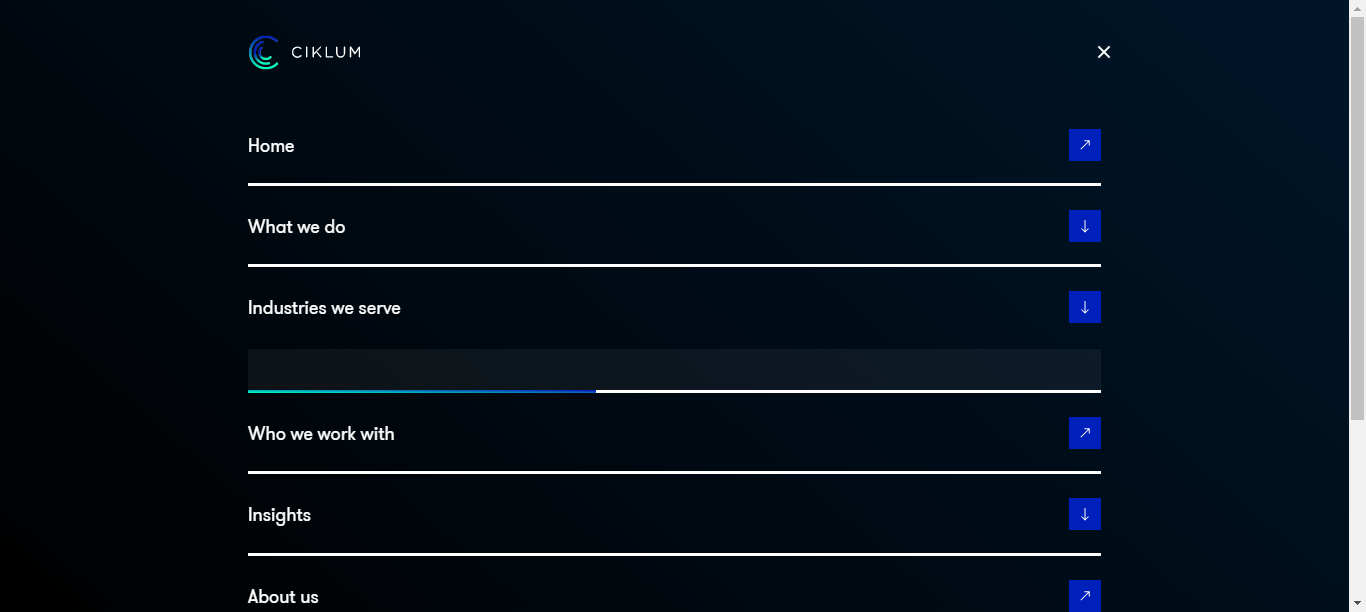 CIKLUM
Home
What we do
Industries we serve
Who we work with
Insights
About us